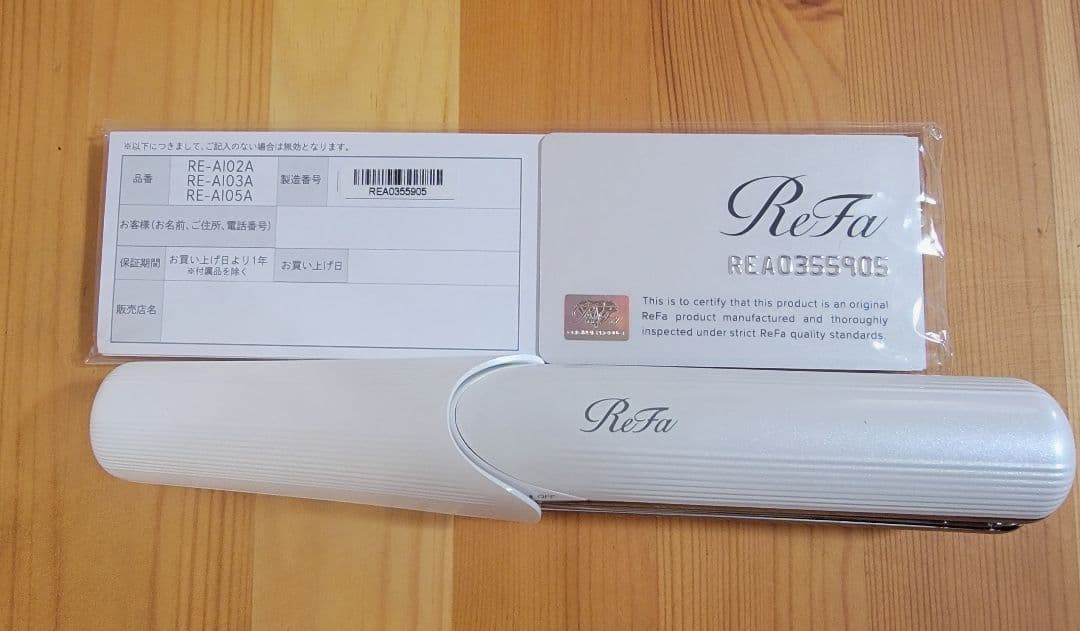 ※以下につきまして、ご記入のない場合は無効となります。
品番
RE-AI02A
RE-AI03A
RE-AI05A
製造番号
REA0355905
お客様(お名前、ご住所、電話番号)
保証期間
お買い上げ日より1年
※付属品を除く
お買い上げ日
販売店名
ReFa
REA0355905
This is to certify that this product is an original
ReFa product manufactured and thoroughly
inspected under strict ReFa quality standards.
ReFa
OFF